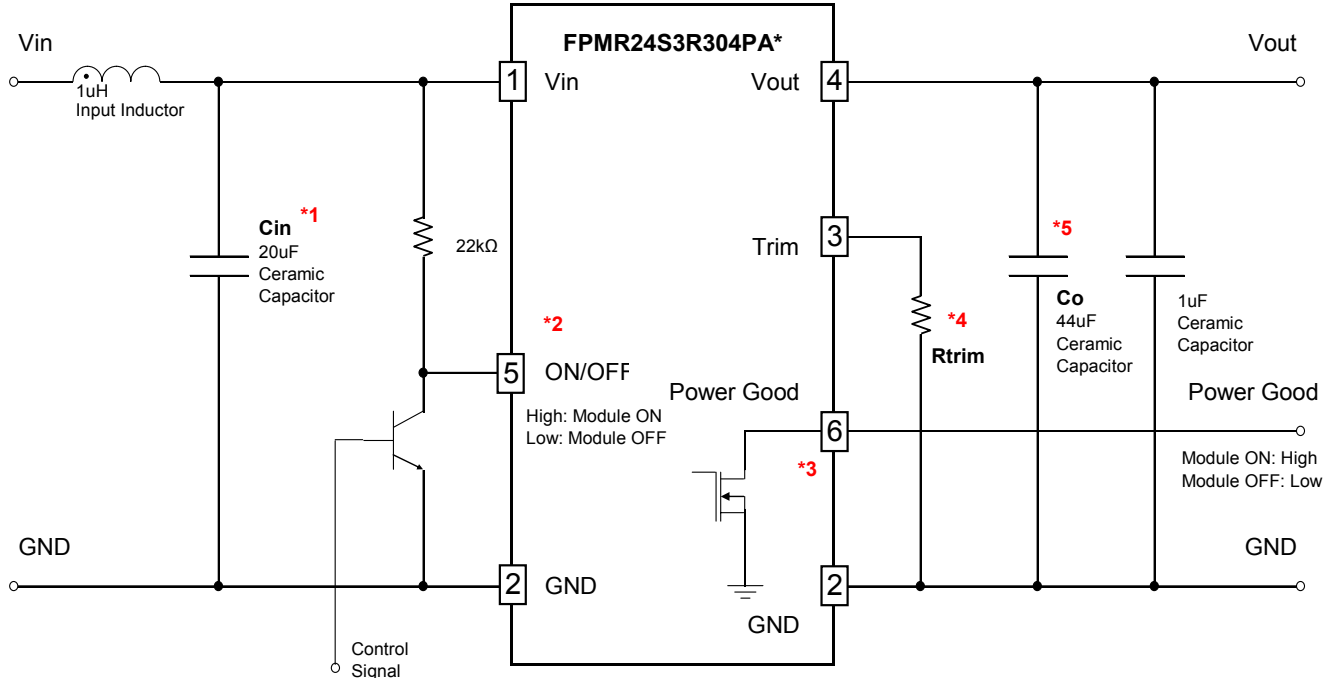 FPMR24S3R304PA*
Vin
Vout
1
Vin
Vout
4
1uH
Input Inductor
*1
Cin
20uF
Ceramic
Capacitor
22kΩ
Trim
3
*4
Rtrim
*5
Co
44uF
Ceramic
Capacitor
1uF
Ceramic
Capacitor
*2
5
ON/OFF
High: Module ON
Low: Module OFF
Power Good
6
*3
Power Good
Module ON: High
Module OFF: Low
GND
2
GND
GND
2
GND
Control
Signal